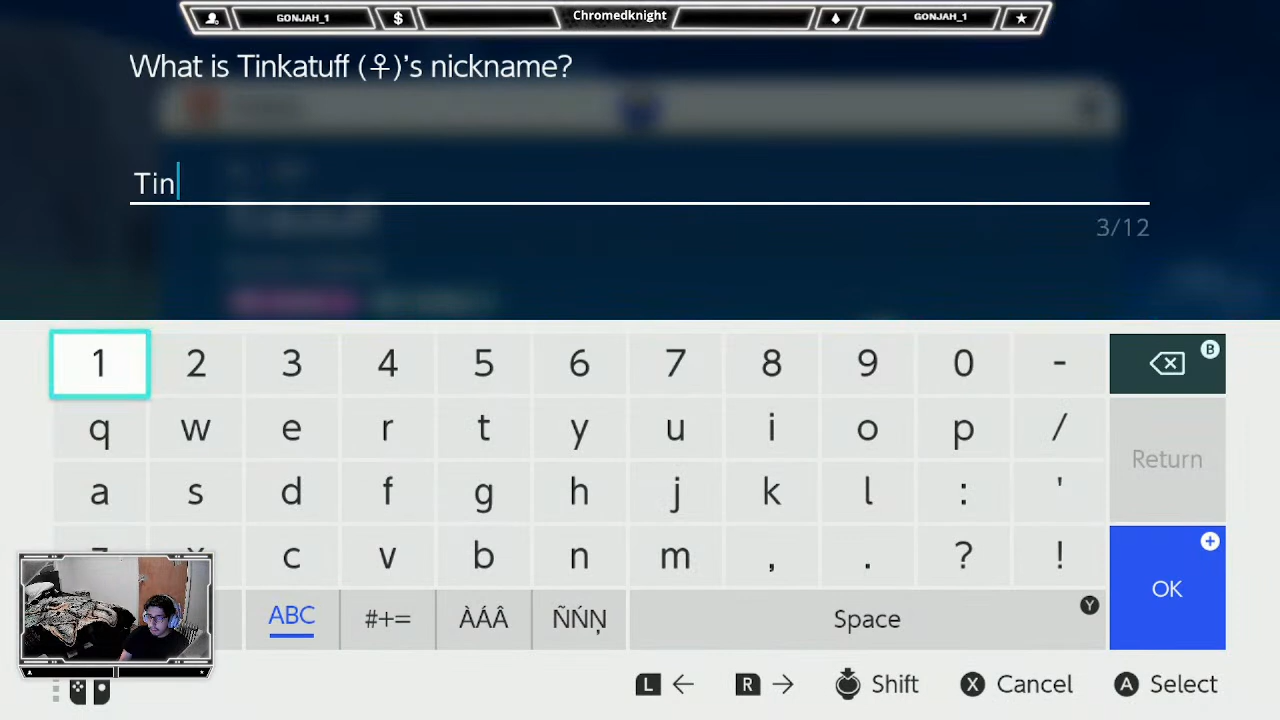 GONJAH_1 $ Chromedknight GONJAH_1
What is Tinkatuff (♀)'s nickname?
Tin
3/12
1 2 3 4 5 6 7 8 9 0 - B
q w e r t y u i o p / Return
a s d f g h j k l : '
c v b n m , . ? ! + OK
ABC #+= ÀÁÂ ÑŃŅ Space Y
L ← R → Shift X Cancel A Select